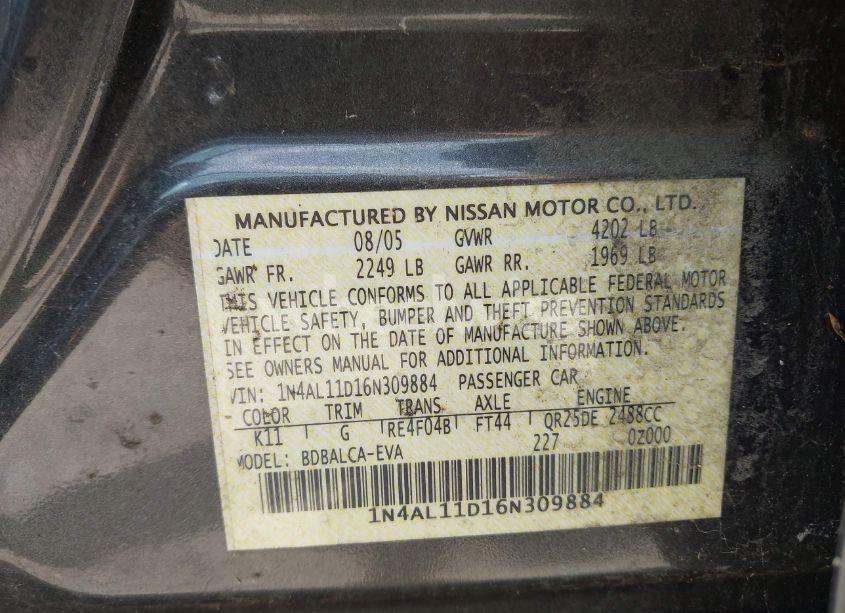 MANUFACTURED BY NISSAN MOTOR CO., LTD.
DATE 08/05 GVWR 4202 LB
GAWR FR. 2249 LB GAWR RR. 1969 LB
THIS VEHICLE CONFORMS TO ALL APPLICABLE FEDERAL MOTOR
VEHICLE SAFETY, BUMPER AND THEFT PREVENTION STANDARDS
IN EFFECT ON THE DATE OF MANUFACTURE SHOWN ABOVE.
SEE OWNERS MANUAL FOR ADDITIONAL INFORMATION.
VIN: 1N4AL11D16N309884 PASSENGER CAR
COLOR TRIM TRANS AXLE ENGINE
K11 G RE4F04B FT44 QR25DE 2488CC
MODEL: BDBALCA-EVA 227 0Z000
1N4AL11D16N309884